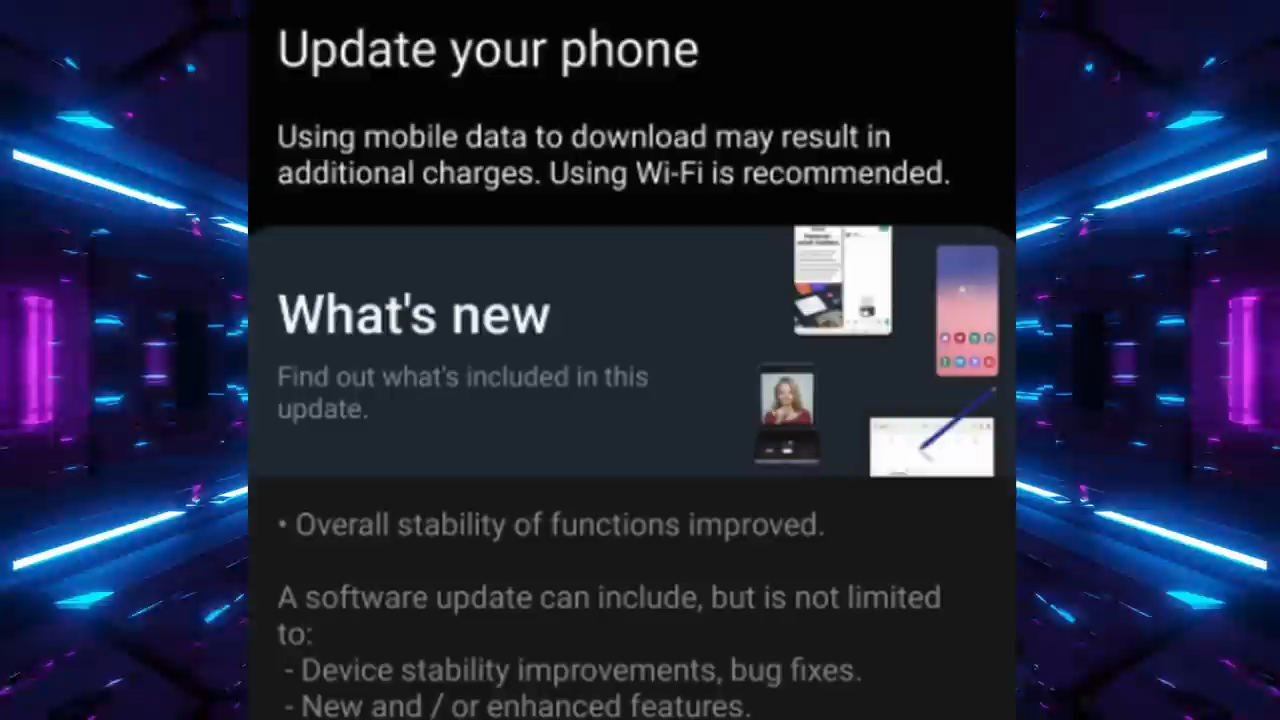 Update your phone
Using mobile data to download may result in
additional charges. Using Wi-Fi is recommended.
What's new
Find out what's included in this
update.
• Overall stability of functions improved.
A software update can include, but is not limited
to:
- Device stability improvements, bug fixes.
- New and / or enhanced features.